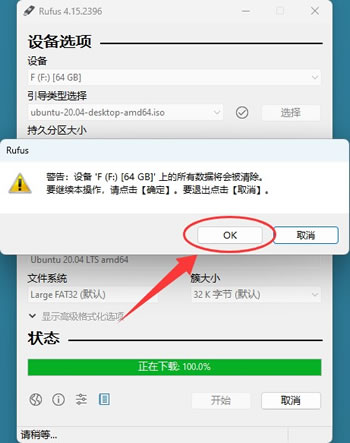 Rufus 4.15.2396
设备选项
设备
F (F:) [64 GB]
引导类型选择
ubuntu-20.04-desktop-amd64.iso
选择
持久分区大小
Rufus
警告：设备 'F (F:) [64 GB]' 上的所有数据将会被清除。
要继续本操作，请点击【确定】。要退出点击【取消】。
OK
取消
Ubuntu 20.04 LTS amd64
文件系统
簇大小
Large FAT32 (默认)
32 K 字节 (默认)
显示高级格式化选项
状态
正在下载: 100.0%
开始
取消
请稍等...